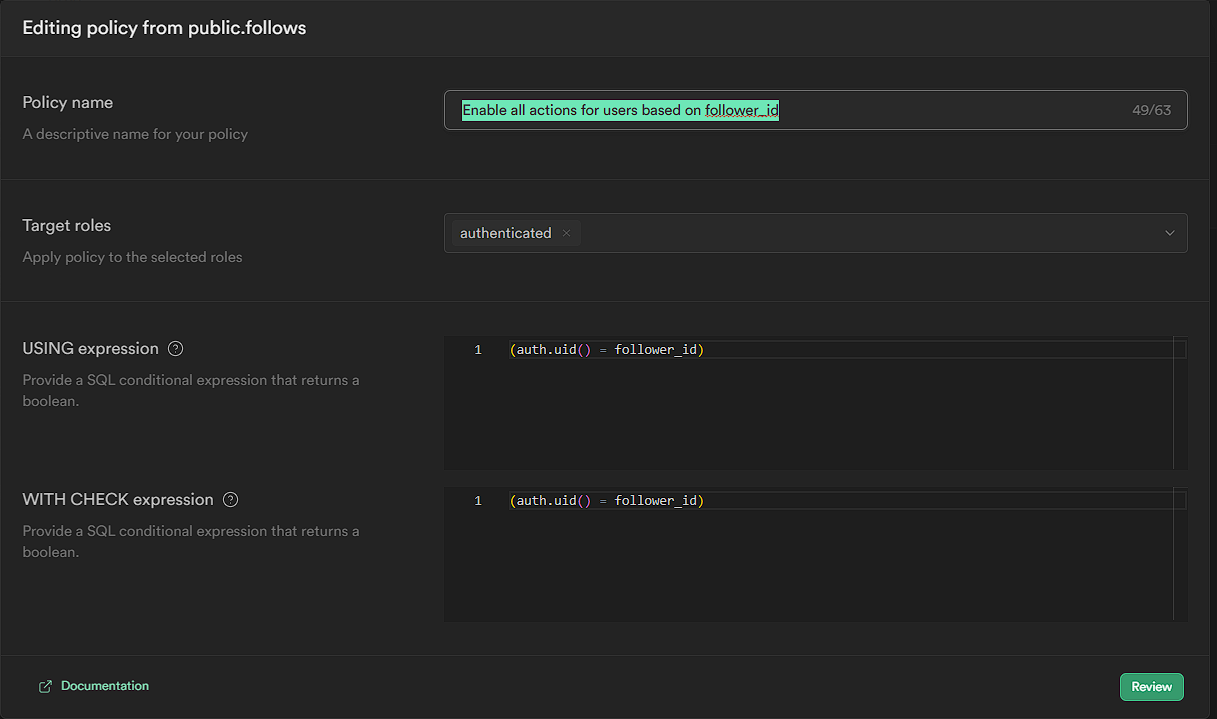 Editing policy from public.follows
Policy name
A descriptive name for your policy
Enable all actions for users based on follower_id
49/63
Target roles
Apply policy to the selected roles
authenticated
USING expression
Provide a SQL conditional expression that returns a
boolean.
1 (auth.uid() = follower_id)
WITH CHECK expression
Provide a SQL conditional expression that returns a
boolean.
1 (auth.uid() = follower_id)
Documentation
Review